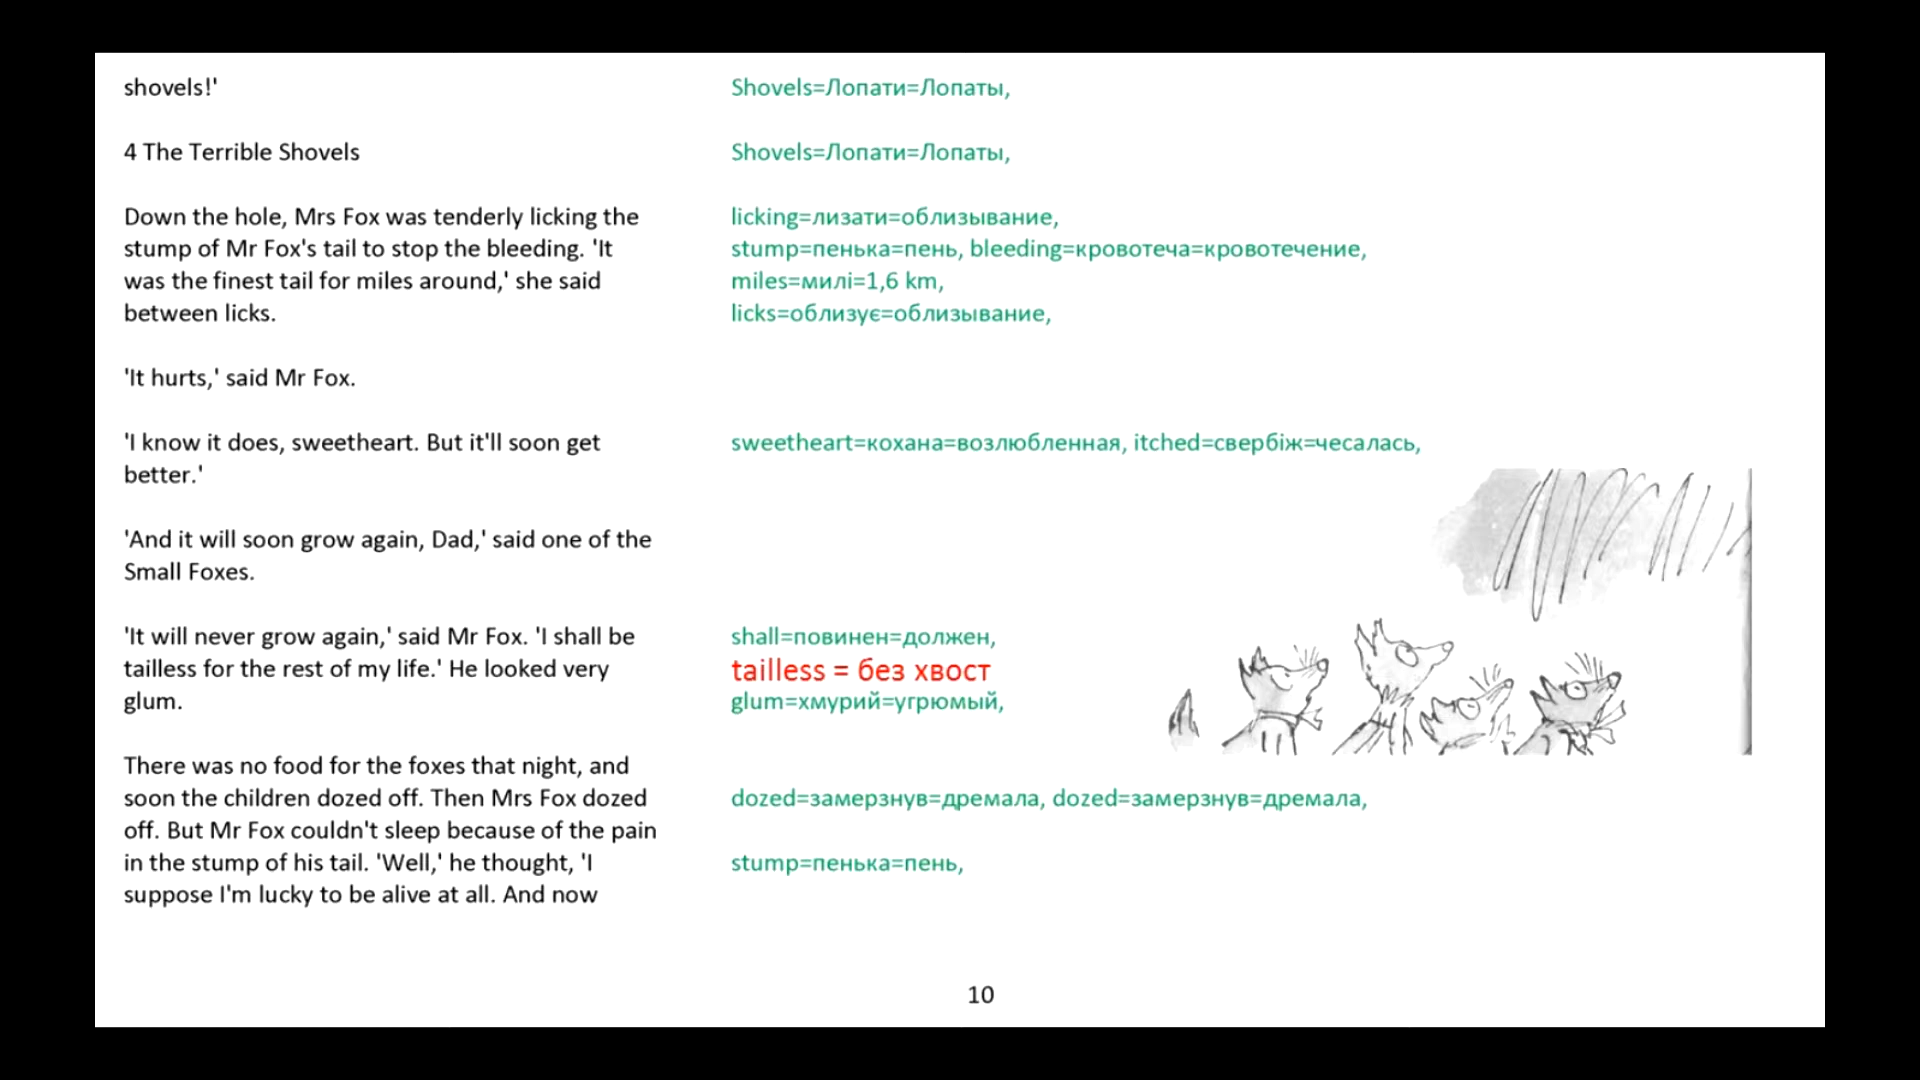 shovels!'
Shovels=Лопати=Лопаты,
4 The Terrible Shovels
Shovels=Лопати=Лопаты,
Down the hole, Mrs Fox was tenderly licking the
licking=лизати=облизывание,
stump of Mr Fox's tail to stop the bleeding. 'It
stump=пенька=пень, bleeding=кровотеча=кровотечение,
was the finest tail for miles around,' she said
miles=милі=1,6 km,
between licks.
licks=облизує=облизывание,
'It hurts,' said Mr Fox.
'I know it does, sweetheart. But it'll soon get
sweetheart=кохана=возлюбленная, itched=свербіж=чесалась,
better.'
'And it will soon grow again, Dad,' said one of the
Small Foxes.
'It will never grow again,' said Mr Fox. 'I shall be
shall=повинен=должен,
tailless for the rest of my life.' He looked very
tailless = без хвост
glum.
glum=хмурий=угрюмый,
There was no food for the foxes that night, and
soon the children dozed off. Then Mrs Fox dozed
dozed=замерзнув=дремала, dozed=замерзнув=дремала,
off. But Mr Fox couldn't sleep because of the pain
in the stump of his tail. 'Well,' he thought, 'I
stump=пенька=пень,
suppose I'm lucky to be alive at all. And now
10